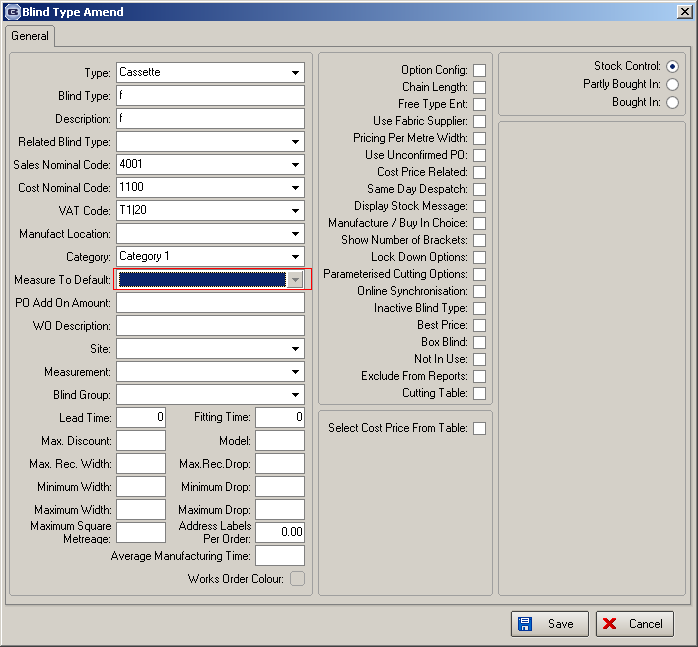 Blind Type Amend
General
Type: Cassette
Blind Type: f
Description: f
Related Blind Type:
Sales Nominal Code: 4001
Cost Nominal Code: 1100
VAT Code: T1|20
Manufact Location:
Category: Category 1
Measure To Default:
PO Add On Amount:
WO Description:
Site:
Measurement:
Blind Group:
Lead Time: 0 Fitting Time: 0
Max. Discount: Model:
Max. Rec. Width: Max.Rec.Drop:
Minimum Width: Minimum Drop:
Maximum Width: Maximum Drop:
Maximum Square Metreage: Address Labels Per Order: 0.00
Average Manufacturing Time:
Works Order Colour:
Option Config:
Chain Length:
Free Type Ent:
Use Fabric Supplier:
Pricing Per Metre Width:
Use Unconfirmed PO:
Cost Price Related:
Same Day Despatch:
Display Stock Message:
Manufacture / Buy In Choice:
Show Number of Brackets:
Lock Down Options:
Parameterised Cutting Options:
Online Synchronisation:
Inactive Blind Type:
Best Price:
Box Blind:
Not In Use:
Exclude From Reports:
Cutting Table:
Select Cost Price From Table:
Stock Control:
Partly Bought In:
Bought In:
Save
Cancel